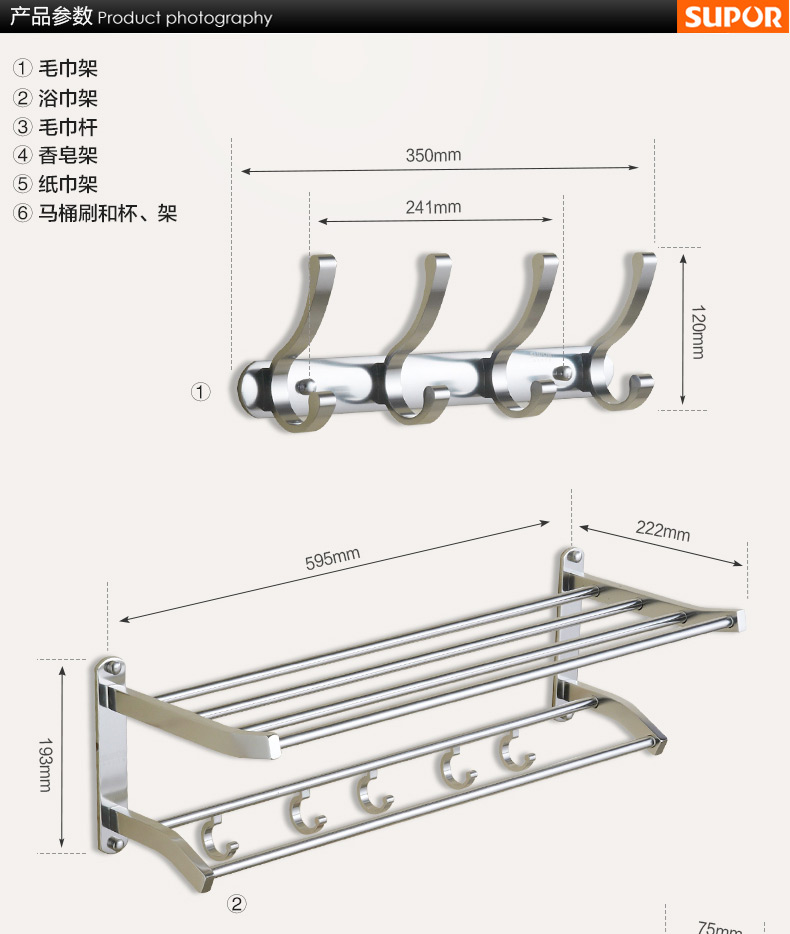 产品参数 Product photography
SUPOR
① 毛巾架
② 浴巾架
③ 毛巾杆
④ 香皂架
⑤ 纸巾架
⑥ 马桶刷和杯、架
350mm
241mm
120mm
①
595mm
222mm
193mm
②
75mm